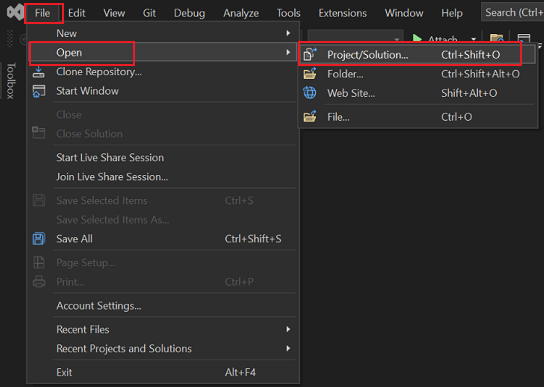 File Edit View Git Debug Analyze Tools Extensions Window Help Search (Ctrl+
New
Open
Project/Solution... Ctrl+Shift+O
Attach
Toolbox
Clone Repository...
Folder... Ctrl+Shift+Alt+O
Start Window
Web Site... Shift+Alt+O
Close
File... Ctrl+O
Close Solution
Start Live Share Session
Join Live Share Session...
Save Selected Items Ctrl+S
Save Selected Items As...
Save All Ctrl+Shift+S
Page Setup...
Print... Ctrl+P
Account Settings...
Recent Files
Recent Projects and Solutions
Exit Alt+F4